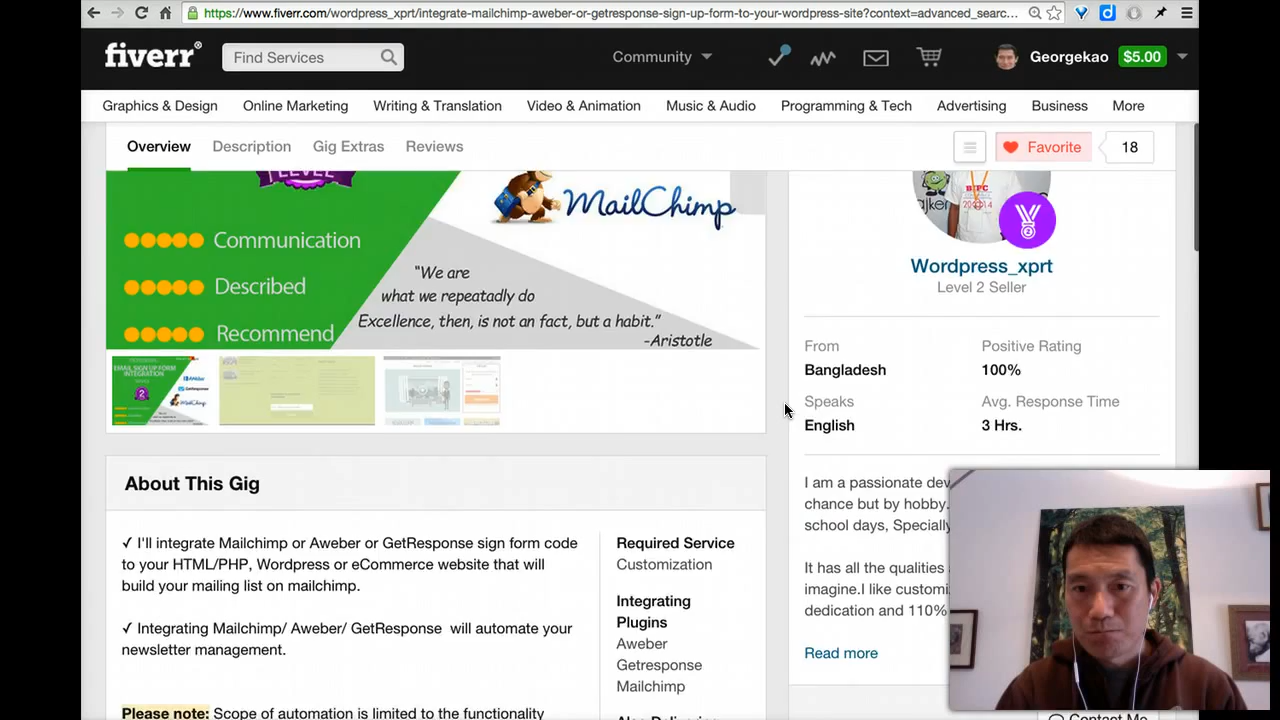 https://www.fiverr.com/wordpress_xprt/integrate-mailchimp-aweber-or-getresponse-sign-up-form-to-your-wordpress-site?context=advanced_searc...
fiverr®
Find Services
Community
Georgekao
$5.00
Graphics & Design
Online Marketing
Writing & Translation
Video & Animation
Music & Audio
Programming & Tech
Advertising
Business
More
Overview
Description
Gig Extras
Reviews
Favorite
18
LEVEL
MailChimp
Communication
Described
Recommend
"We are
what we repeatadly do
Excellence, then, is not an fact, but a habit."
-Aristotle
Wordpress_xprt
Level 2 Seller
From
Positive Rating
Bangladesh
100%
Speaks
Avg. Response Time
English
3 Hrs.
I am a passionate dev
chance but by hobby.
school days, Specially
It has all the qualities
imagine.I like customi
dedication and 110%
Read more
Contact Me
About This Gig
✓ I'll integrate Mailchimp or Aweber or GetResponse sign form code
to your HTML/PHP, Wordpress or eCommerce website that will
build your mailing list on mailchimp.
✓ Integrating Mailchimp/ Aweber/ GetResponse will automate your
newsletter management.
Please note: Scope of automation is limited to the functionality
Required Service
Customization
Integrating
Plugins
Aweber
Getresponse
Mailchimp